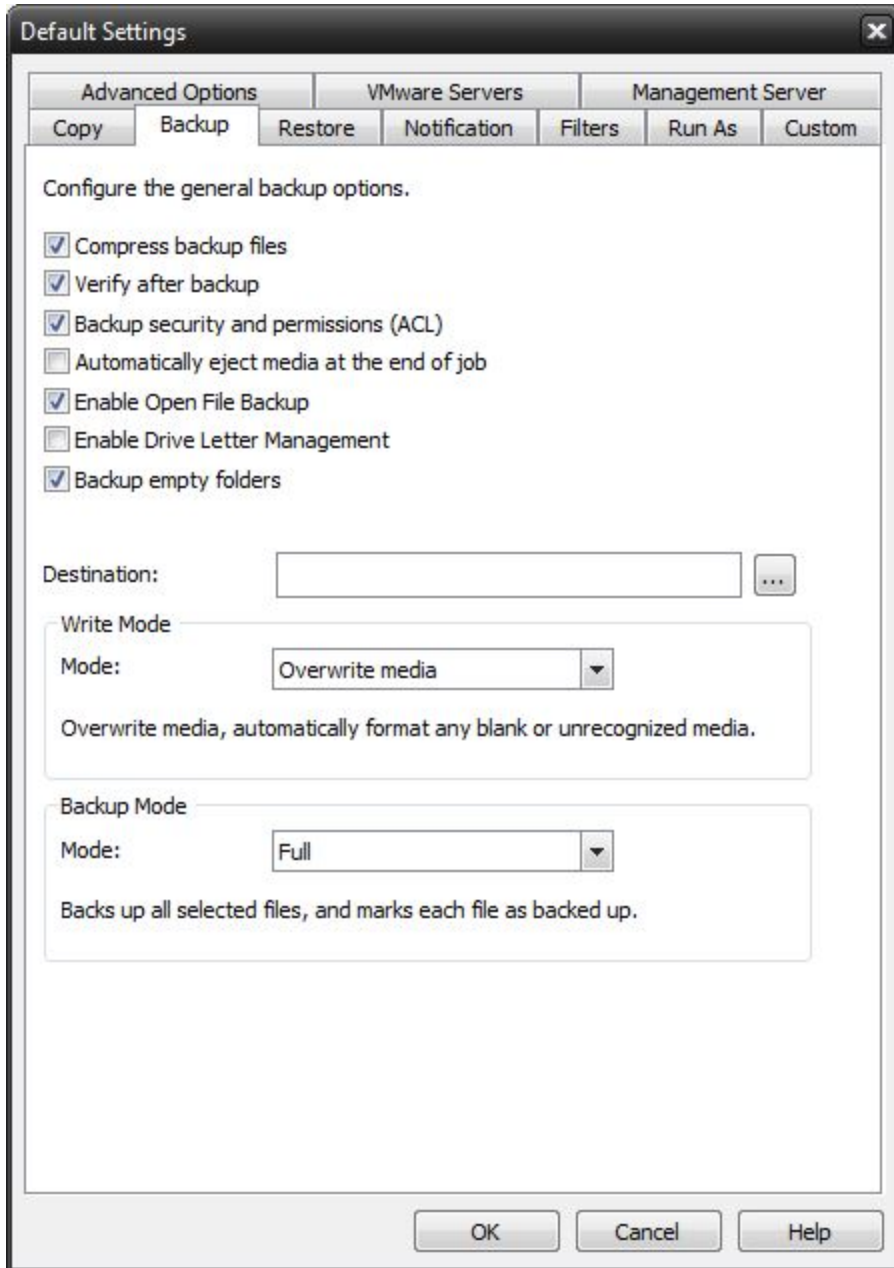 Default Settings
Advanced Options VMware Servers Management Server
Copy Backup Restore Notification Filters Run As Custom
Configure the general backup options.
Compress backup files
Verify after backup
Backup security and permissions (ACL)
Automatically eject media at the end of job
Enable Open File Backup
Enable Drive Letter Management
Backup empty folders
Destination: ...
Write Mode
Mode: Overwrite media
Overwrite media, automatically format any blank or unrecognized media.
Backup Mode
Mode: Full
Backs up all selected files, and marks each file as backed up.
OK Cancel Help